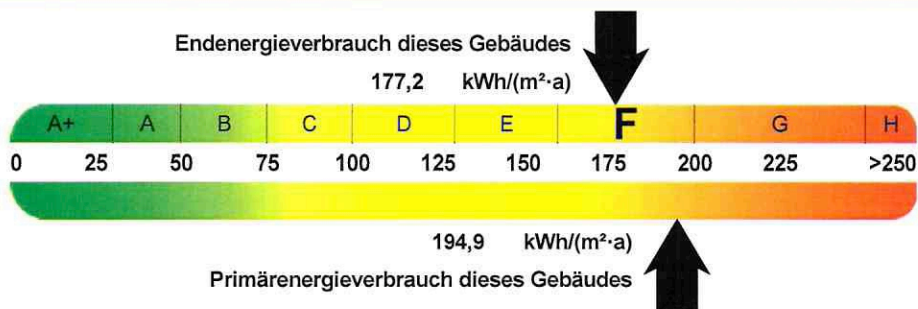 Endenergieverbrauch dieses Gebäudes
177,2 kWh/(m²·a)
A+ A B C D E F G H
0 25 50 75 100 125 150 175 200 225 >250
194,9 kWh/(m²·a)
Primärenergieverbrauch dieses Gebäudes